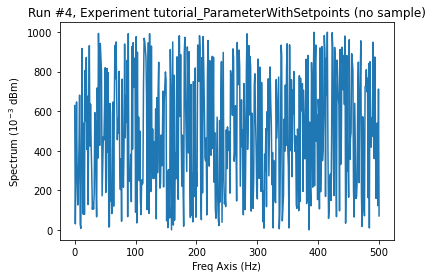 Run #4, Experiment tutorial_ParameterWithSetpoints (no sample)
1000
800
600
400
200
0
Spectrum (10⁻³ dBm)
0 100 200 300 400 500
Freq Axis (Hz)